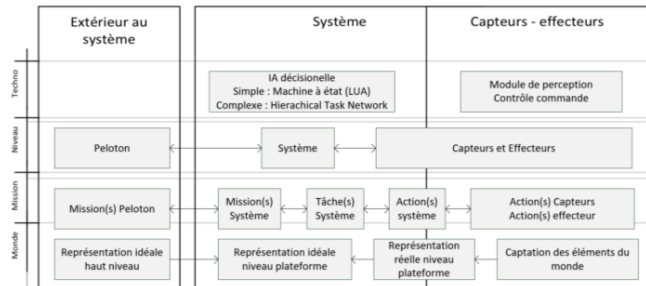 Extérieur au
système
Système
Capteurs - effecteurs
Techno
IA décisionelle
Simple : Machine à état (LUA)
Complexe : Hierachical Task Network
Module de perception
Contrôle commande
Niveau
Peloton
Système
Capteurs et Effecteurs
Mission
Mission(s) Peloton
Mission(s)
Système
Tâche(s)
Système
Action(s)
système
Action(s) Capteurs
Action(s) effecteur
Monde
Représentation idéale
haut niveau
Représentation idéale
niveau plateforme
Représentation
réelle niveau
plateforme
Captation des éléments du
monde